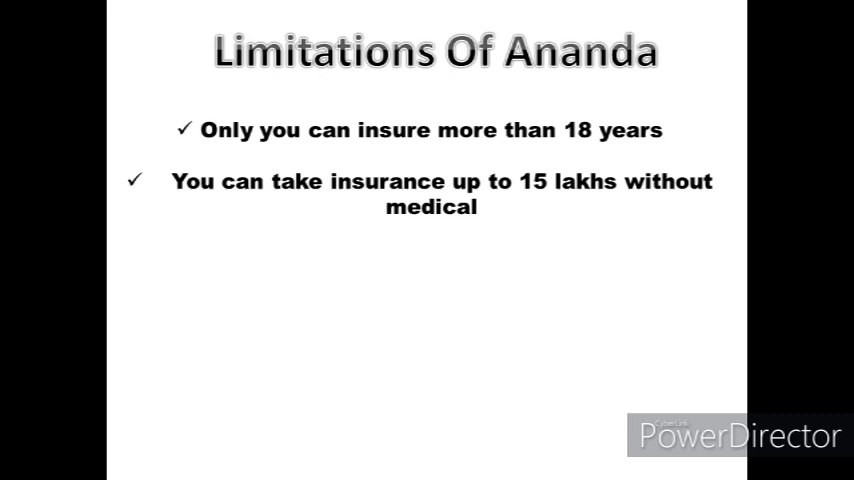 Limitations Of Ananda
✓ Only you can insure more than 18 years
✓ You can take insurance up to 15 lakhs without
medical
CyberLink
PowerDirector